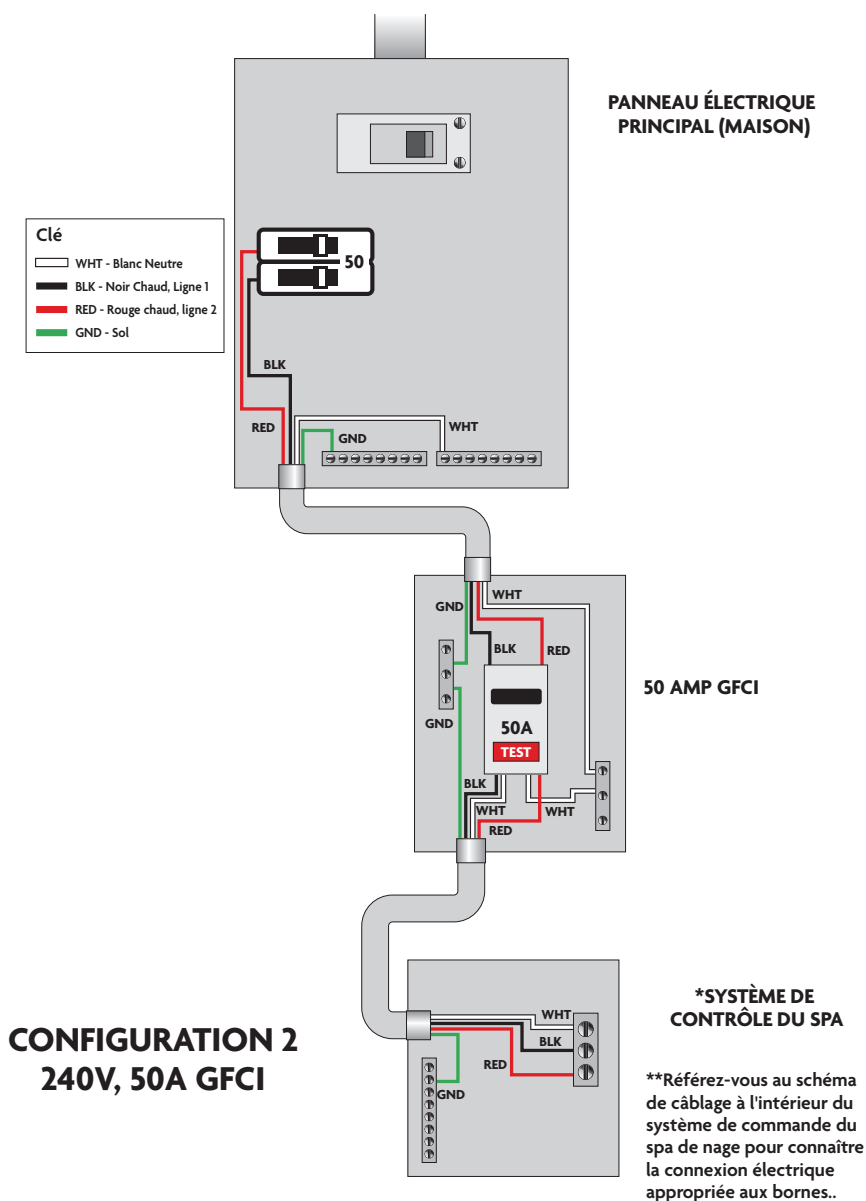 PANNEAU ÉLECTRIQUE
PRINCIPAL (MAISON)
Clé
WHT - Blanc Neutre
BLK - Noir Chaud, Ligne 1
RED - Rouge chaud, ligne 2
GND - Sol
50
BLK
RED
GND
WHT
WHT
GND
BLK
RED
50 AMP GFCI
GND
50A
TEST
BLK
WHT
WHT
RED
*SYSTÈME DE
CONTRÔLE DU SPA
WHT
BLK
RED
GND
CONFIGURATION 2
240V, 50A GFCI
**Référez-vous au schéma
de câblage à l'intérieur du
système de commande du
spa de nage pour connaître
la connexion électrique
appropriée aux bornes..